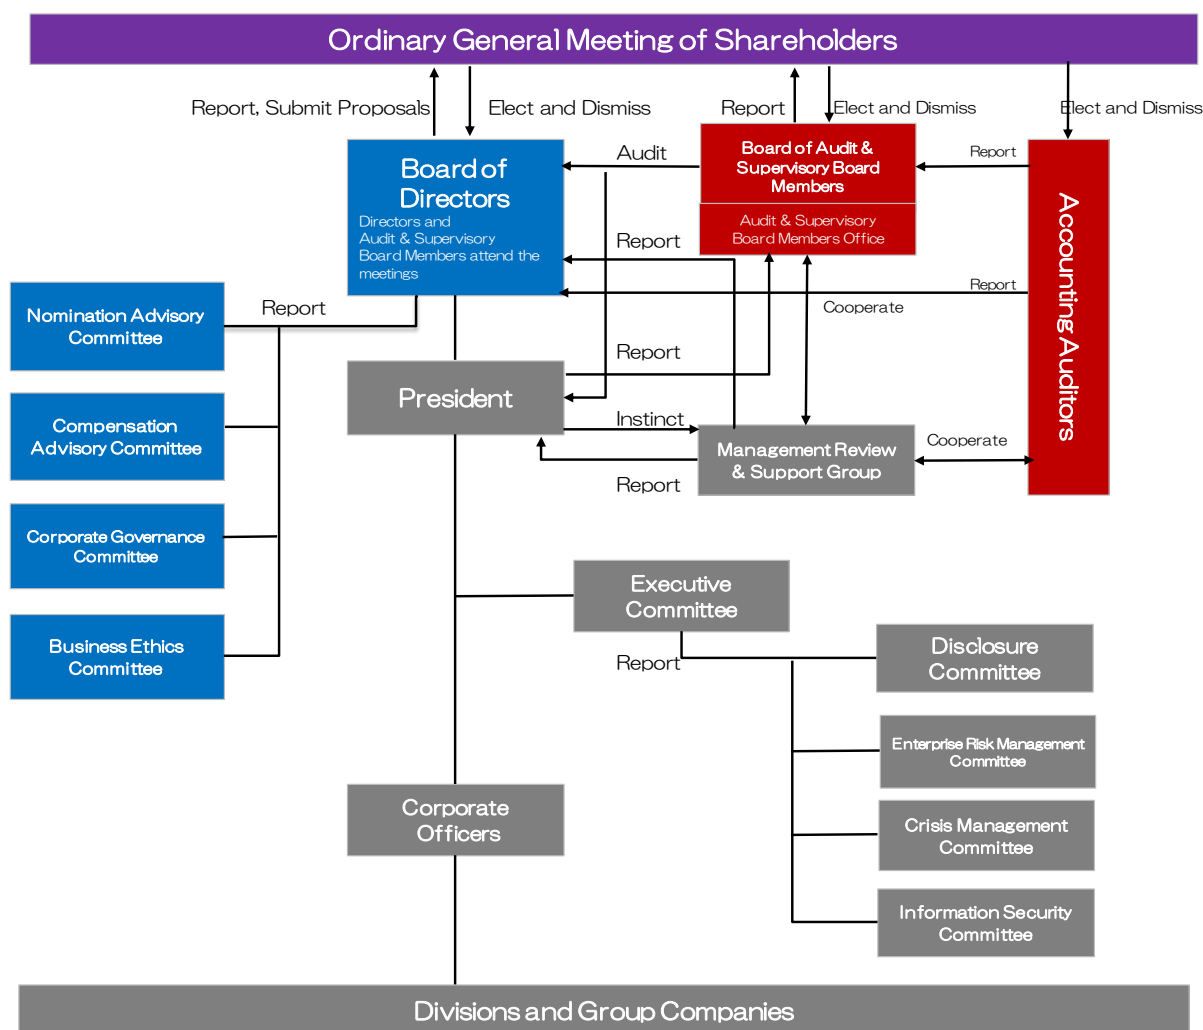 Ordinary General Meeting of Shareholders
Report, Submit Proposals
Elect and Dismiss
Report
Elect and Dismiss
Elect and Dismiss
Board of
Directors
Directors and
Audit & Supervisory
Board Members attend the
meetings
Audit
Board of Audit &
Supervisory Board
Members
Audit & Supervisory
Board Members Office
Report
Accounting Auditors
Report
Report
Cooperate
Nomination Advisory
Committee
Report
Compensation
Advisory Committee
Corporate Governance
Committee
Business Ethics
Committee
President
Report
Instinct
Report
Management Review
& Support Group
Cooperate
Executive
Committee
Report
Disclosure
Committee
Enterprise Risk Management
Committee
Crisis Management
Committee
Information Security
Committee
Corporate
Officers
Divisions and Group Companies